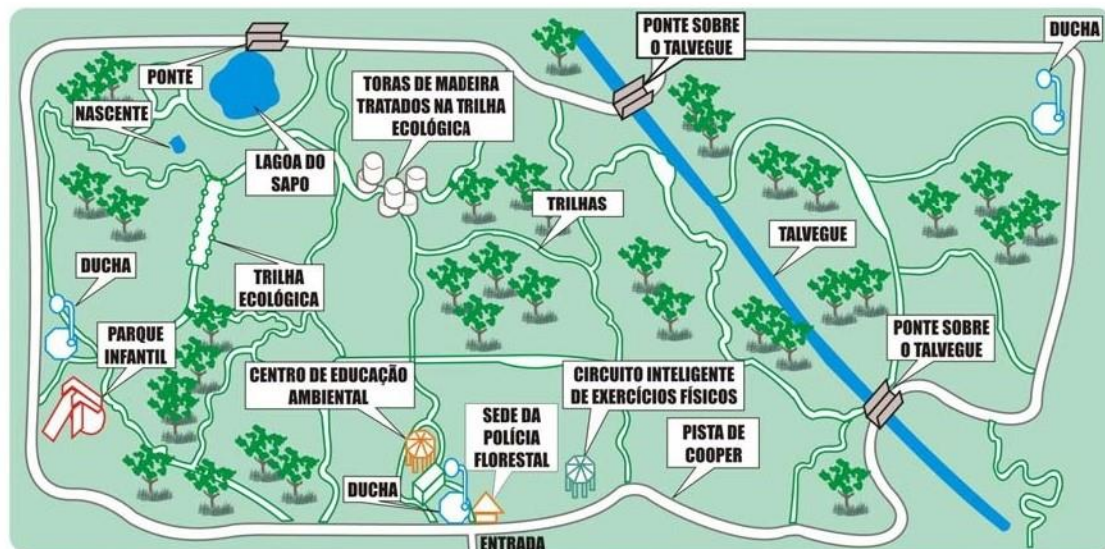 PONTE SOBRE
O TALVEGUE
DUCHA
PONTE
TORAS DE MADEIRA
TRATADOS NA TRILHA
ECOLÓGICA
NASCENTE
LAGOA DO
SAPO
TRILHAS
TALVEGUE
DUCHA
TRILHA
ECOLÓGICA
PARQUE
INFANTIL
PONTE SOBRE
O TALVEGUE
CENTRO DE EDUCAÇÃO
AMBIENTAL
CIRCUITO INTELIGENTE
DE EXERCÍCIOS FÍSICOS
SEDE DA
POLÍCIA
FLORESTAL
PISTA DE
COOPER
DUCHA
ENTRADA